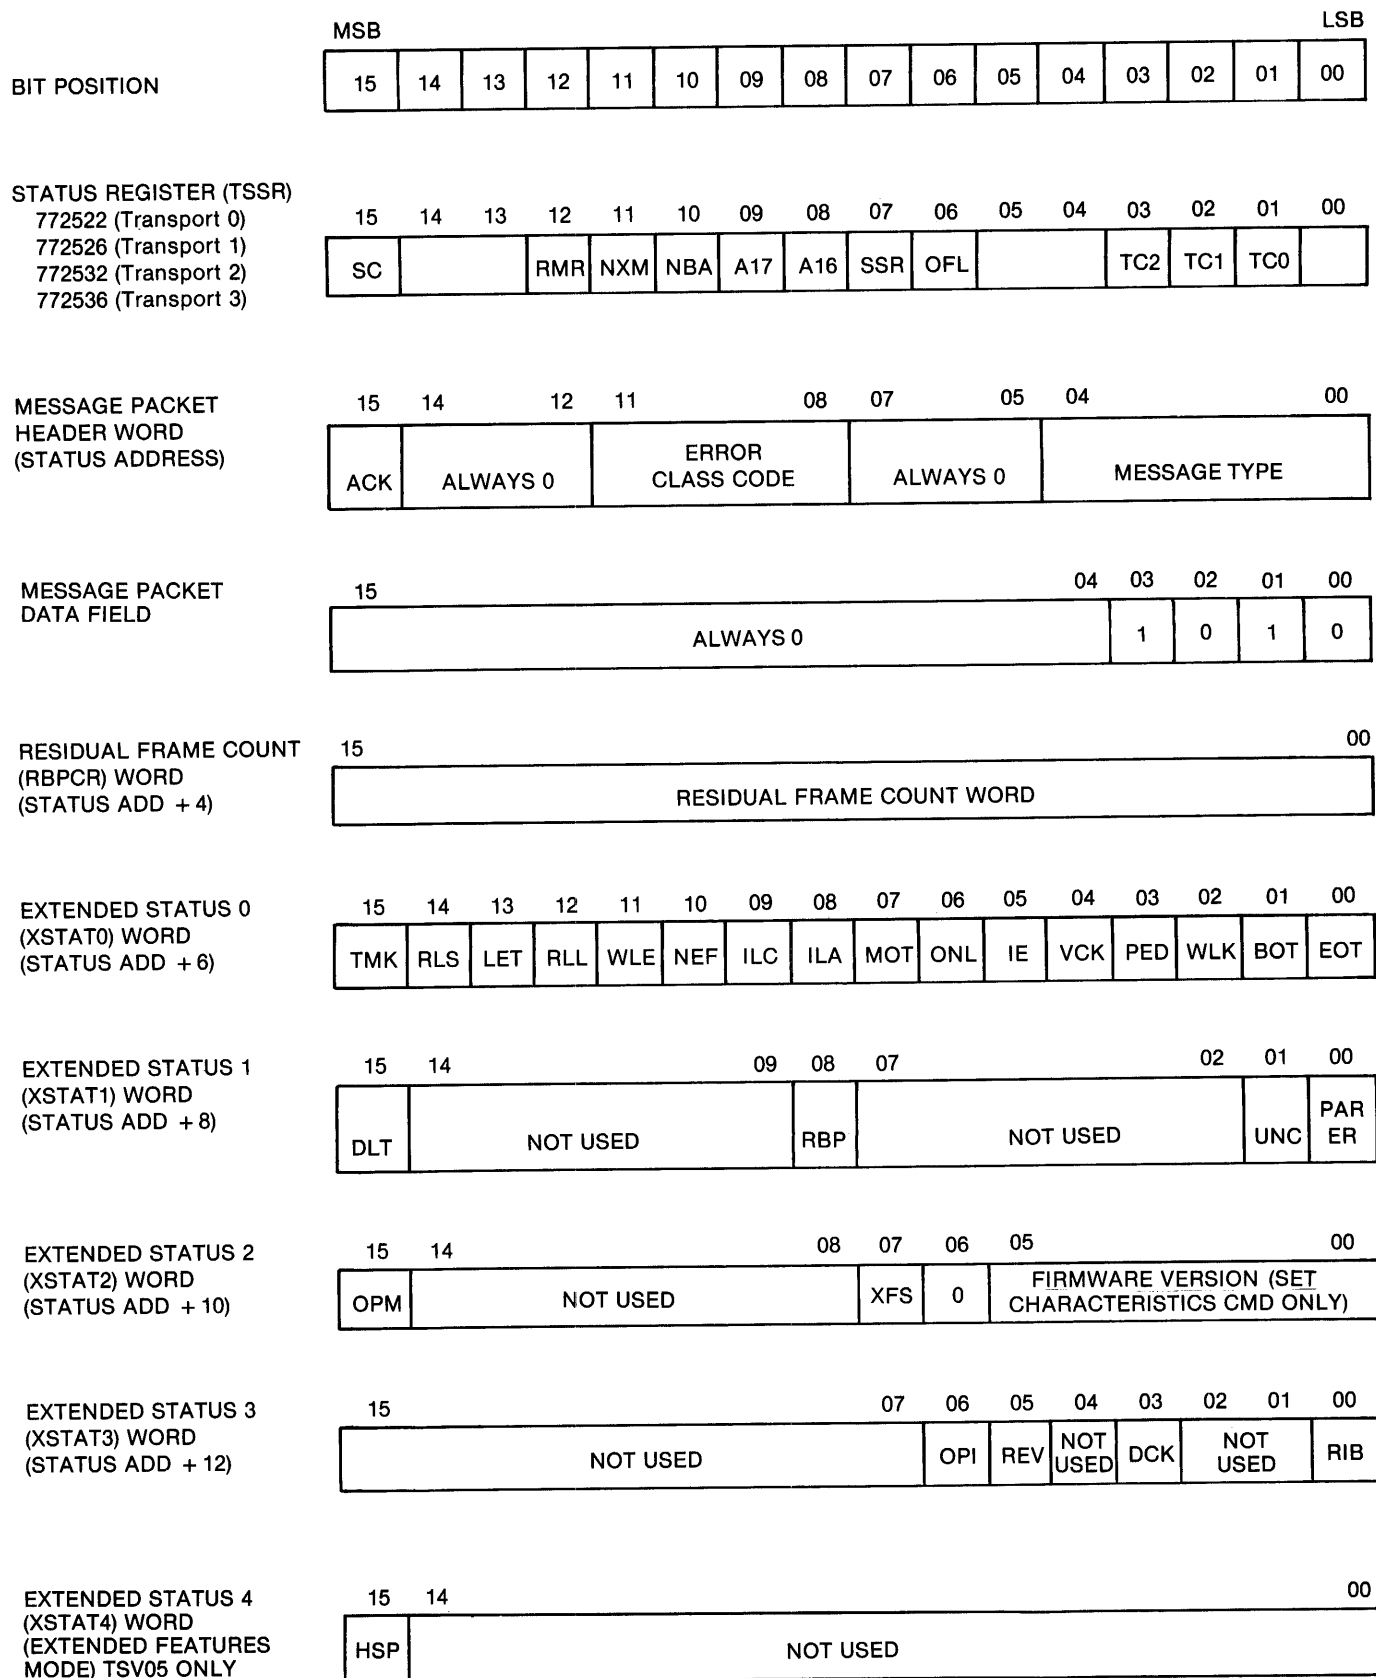 MSB LSB
BIT POSITION 15 14 13 12 11 10 09 08 07 06 05 04 03 02 01 00
STATUS REGISTER (TSSR)
772522 (Transport 0) 15 14 13 12 11 10 09 08 07 06 05 04 03 02 01 00
772526 (Transport 1)
772532 (Transport 2)
772536 (Transport 3)
SC RMR NXM NBA A17 A16 SSR OFL TC2 TC1 TC0
MESSAGE PACKET 15 14 12 11 08 07 05 04 00
HEADER WORD
(STATUS ADDRESS)
ACK ALWAYS 0 ERROR
CLASS CODE ALWAYS 0 MESSAGE TYPE
MESSAGE PACKET 15 04 03 02 01 00
DATA FIELD
ALWAYS 0 1 0 1 0
RESIDUAL FRAME COUNT 15 00
(RBPCR) WORD
(STATUS ADD + 4)
RESIDUAL FRAME COUNT WORD
EXTENDED STATUS 0 15 14 13 12 11 10 09 08 07 06 05 04 03 02 01 00
(XSTAT0) WORD
(STATUS ADD + 6)
TMK RLS LET RLL WLE NEF ILC ILA MOT ONL IE VCK PED WLK BOT EOT
EXTENDED STATUS 1 15 14 09 08 07 02 01 00
(XSTAT1) WORD
(STATUS ADD + 8)
DLT NOT USED RBP NOT USED UNC PAR
ER
EXTENDED STATUS 2 15 14 08 07 06 05 00
(XSTAT2) WORD
(STATUS ADD + 10)
OPM NOT USED XFS 0 FIRMWARE VERSION (SET
CHARACTERISTICS CMD ONLY)
EXTENDED STATUS 3 15 07 06 05 04 03 02 01 00
(XSTAT3) WORD
(STATUS ADD + 12)
NOT USED OPI REV NOT
USED DCK NOT
USED RIB
EXTENDED STATUS 4 15 14 00
(XSTAT4) WORD
(EXTENDED FEATURES
MODE) TSV05 ONLY
HSP NOT USED